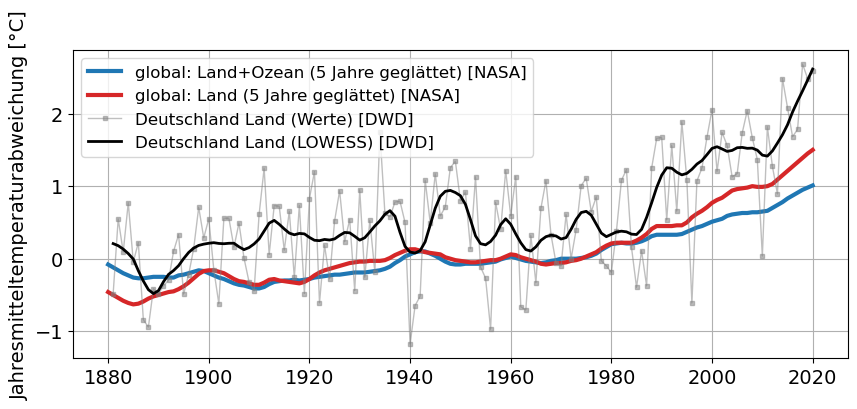 Jahresmitteltemperaturabweichung [°C]
global: Land+Ozean (5 Jahre geglättet) [NASA]
global: Land (5 Jahre geglättet) [NASA]
Deutschland Land (Werte) [DWD]
Deutschland Land (LOWESS) [DWD]
2
1
0
−1
1880 1900 1920 1940 1960 1980 2000 2020